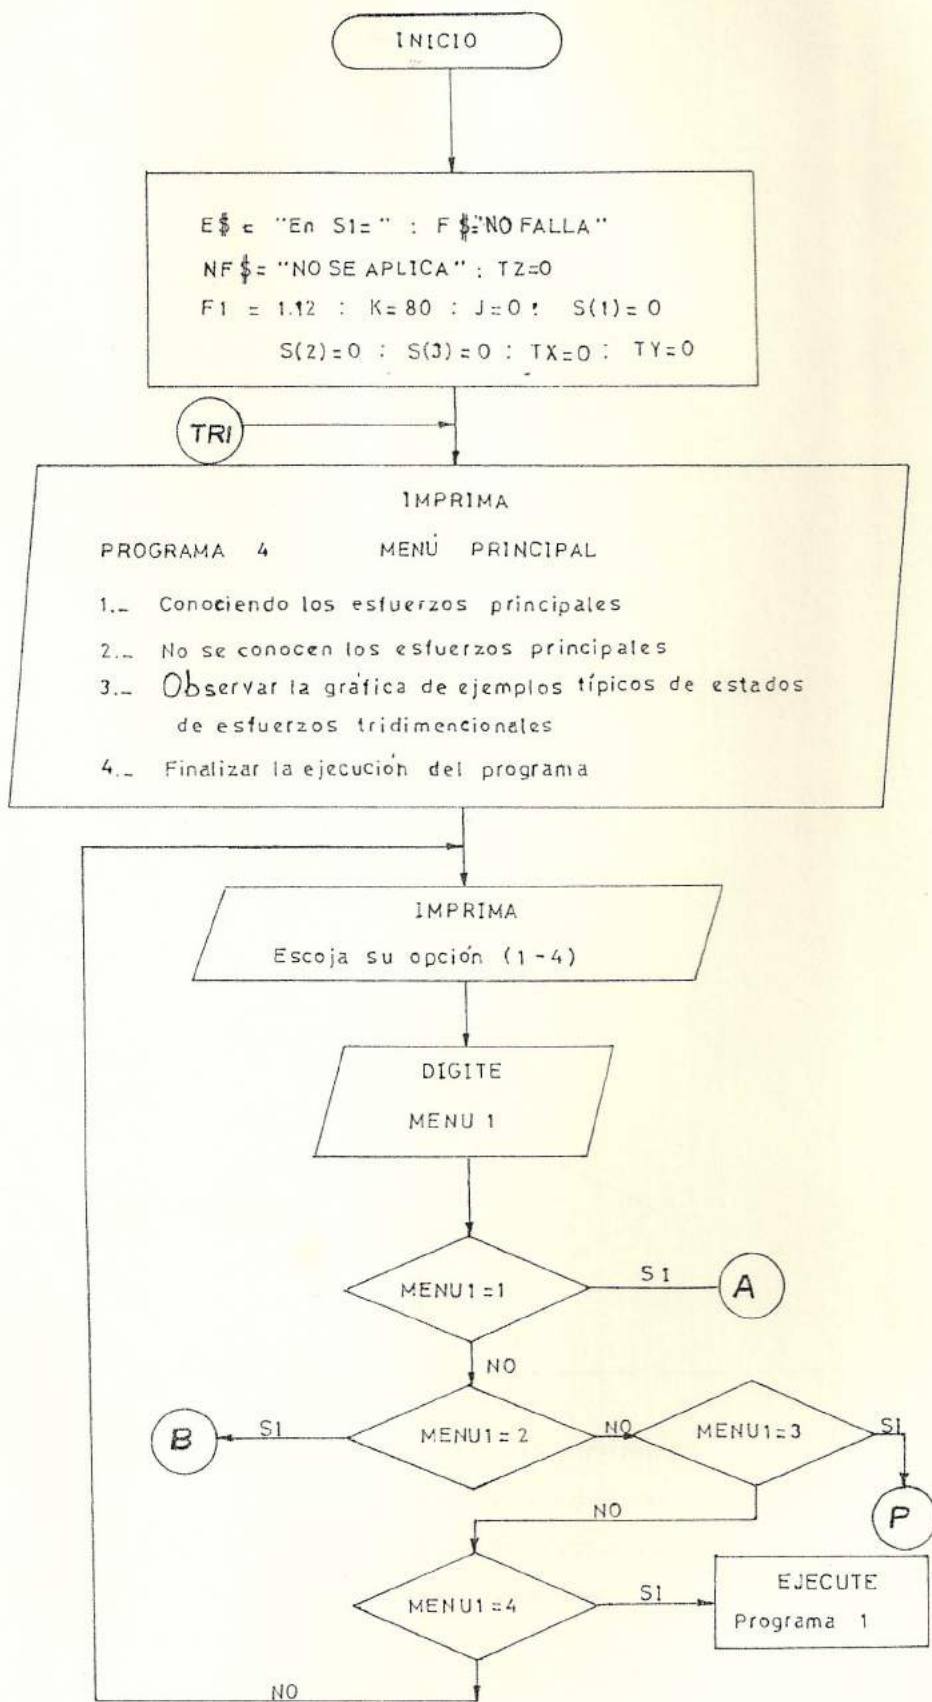 INICIO
E$ = "En S1=" : F$="NO FALLA"
NF$= "NO SE APLICA" : TZ=0
F1 = 1.12 : K=80 : J=0 : S(1)=0
S(2)=0 : S(3)=0 : TX=0 : TY=0
TRI
IMPRIMA
PROGRAMA 4 MENÚ PRINCIPAL
1._ Conociendo los esfuerzos principales
2._ No se conocen los esfuerzos principales
3._ Observar la gráfica de ejemplos típicos de estados
de esfuerzos tridimencionales
4._ Finalizar la ejecución del programa
IMPRIMA
Escoja su opción (1-4)
DIGITE
MENU 1
MENU1=1
SI
A
NO
B
SI
MENU1=2
NO
MENU1=3
SI
P
NO
MENU1=4
SI
EJECUTE
Programa 1
NO